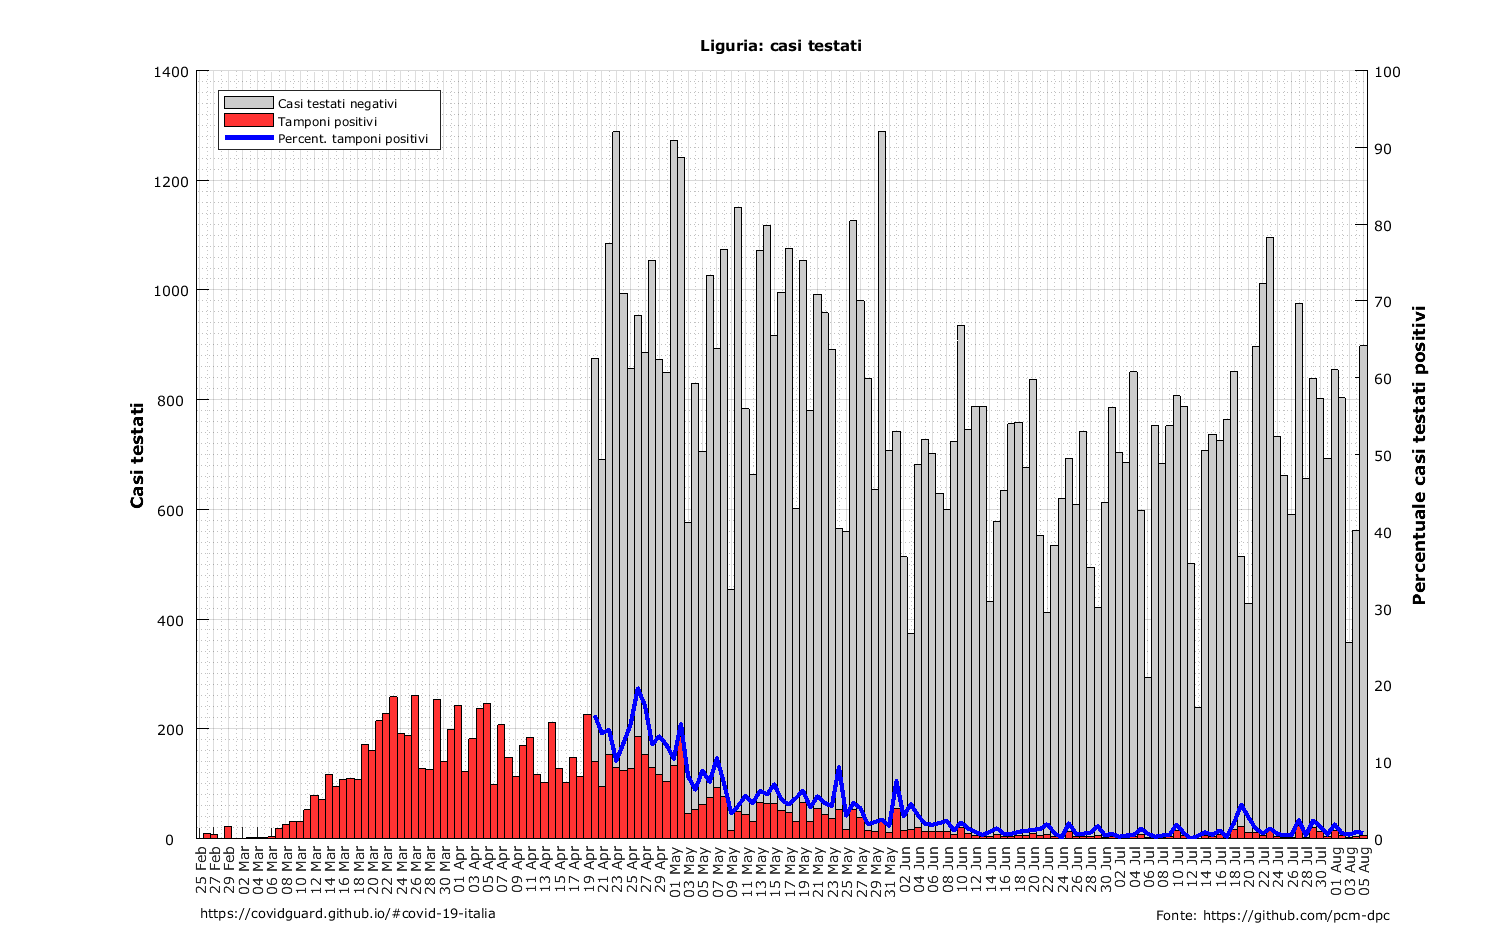 Liguria: casi testati
Casi testati negativi
Tamponi positivi
Percent. tamponi positivi
1400
1200
1000
800
600
400
200
0
Casi testati
100
90
80
70
60
50
40
30
20
10
0
Percentuale casi testati positivi
25 Feb
27 Feb
29 Feb
02 Mar
04 Mar
06 Mar
08 Mar
10 Mar
12 Mar
14 Mar
16 Mar
18 Mar
20 Mar
22 Mar
24 Mar
26 Mar
28 Mar
30 Mar
01 Apr
03 Apr
05 Apr
07 Apr
09 Apr
11 Apr
13 Apr
15 Apr
17 Apr
19 Apr
21 Apr
23 Apr
25 Apr
27 Apr
29 Apr
01 May
03 May
05 May
07 May
09 May
11 May
13 May
15 May
17 May
19 May
21 May
23 May
25 May
27 May
29 May
31 May
02 Jun
04 Jun
06 Jun
08 Jun
10 Jun
12 Jun
14 Jun
16 Jun
18 Jun
20 Jun
22 Jun
24 Jun
26 Jun
28 Jun
30 Jun
02 Jul
04 Jul
06 Jul
08 Jul
10 Jul
12 Jul
14 Jul
16 Jul
18 Jul
20 Jul
22 Jul
24 Jul
26 Jul
28 Jul
30 Jul
01 Aug
03 Aug
05 Aug
https://covidguard.github.io/#covid-19-italia
Fonte: https://github.com/pcm-dpc